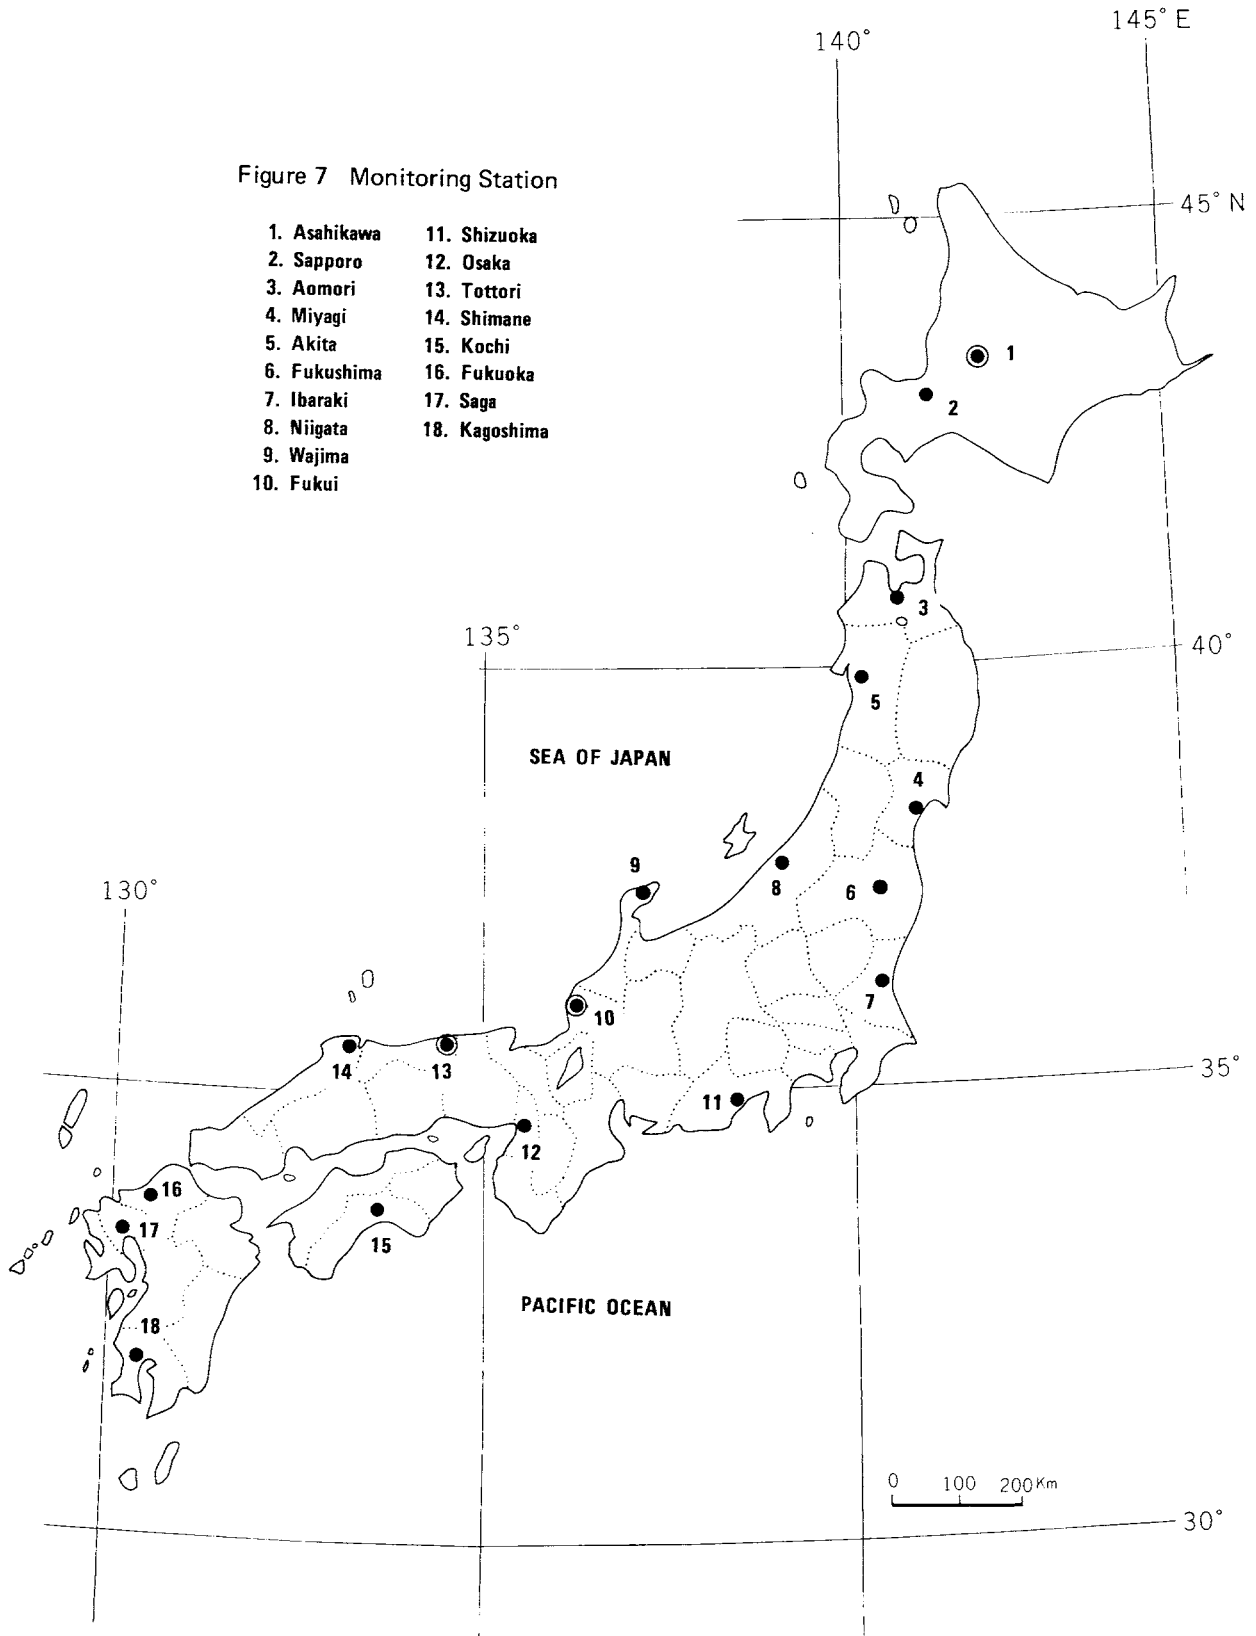 145° E
140°
Figure 7 Monitoring Station
45° N
1. Asahikawa
2. Sapporo
3. Aomori
4. Miyagi
5. Akita
6. Fukushima
7. Ibaraki
8. Niigata
9. Wajima
10. Fukui
11. Shizuoka
12. Osaka
13. Tottori
14. Shimane
15. Kochi
16. Fukuoka
17. Saga
18. Kagoshima
1
2
3
135°
40°
5
SEA OF JAPAN
4
9
8
6
130°
7
10
14
13
35°
11
12
16
17
15
PACIFIC OCEAN
18
0 100 200 Km
30°